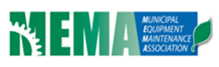 MEMA
MUNICIPAL
EQUIPMENT
MAINTENANCE
ASSOCIATION